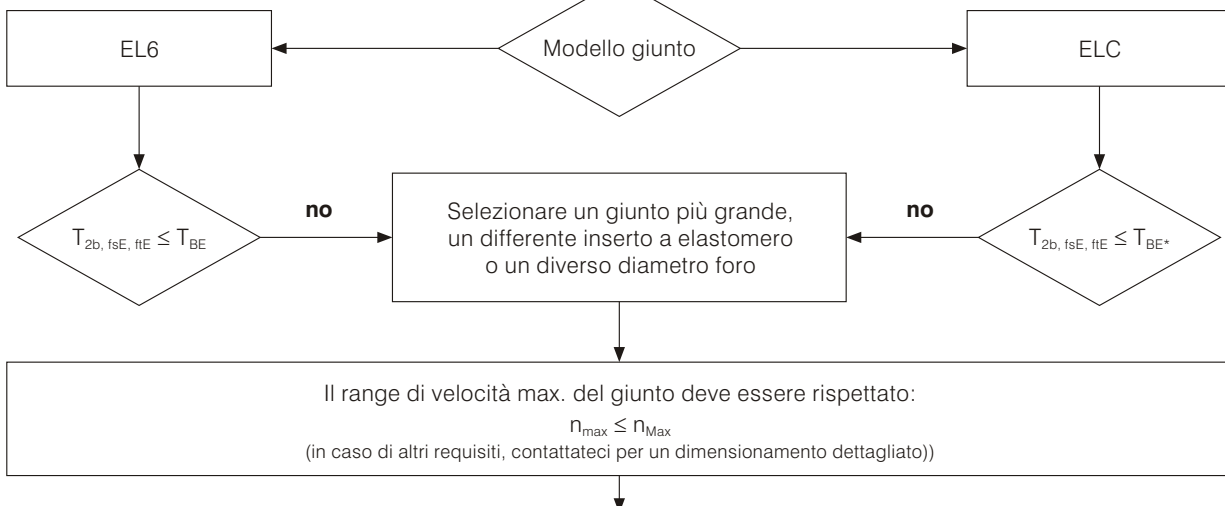 EL6
Modello giunto
ELC
T2b, fsE, ftE ≤ TBE
no
Selezionare un giunto più grande,
un differente inserto a elastomero
o un diverso diametro foro
no
T2b, fsE, ftE ≤ TBE*
Il range di velocità max. del giunto deve essere rispettato:
nmax ≤ nMax
(in caso di altri requisiti, contattateci per un dimensionamento dettagliato))